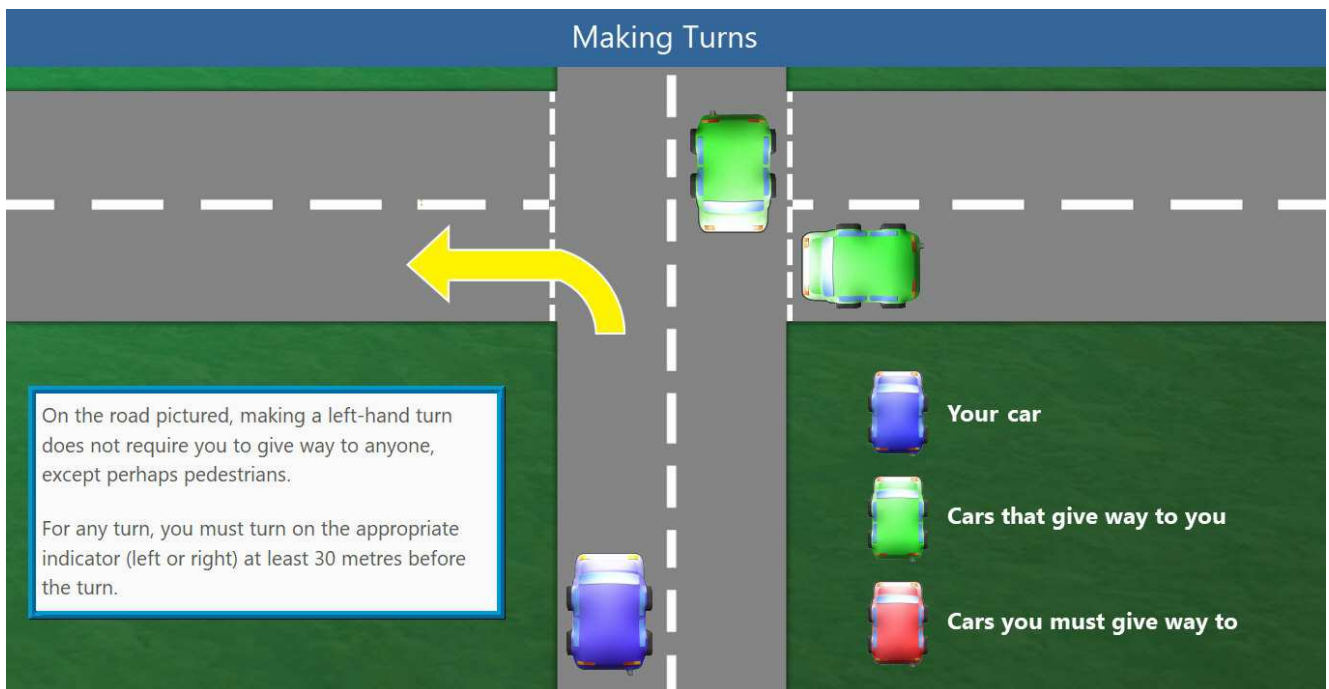 Making Turns
On the road pictured, making a left-hand turn
does not require you to give way to anyone,
except perhaps pedestrians.
For any turn, you must turn on the appropriate
indicator (left or right) at least 30 metres before
the turn.
Your car
Cars that give way to you
Cars you must give way to